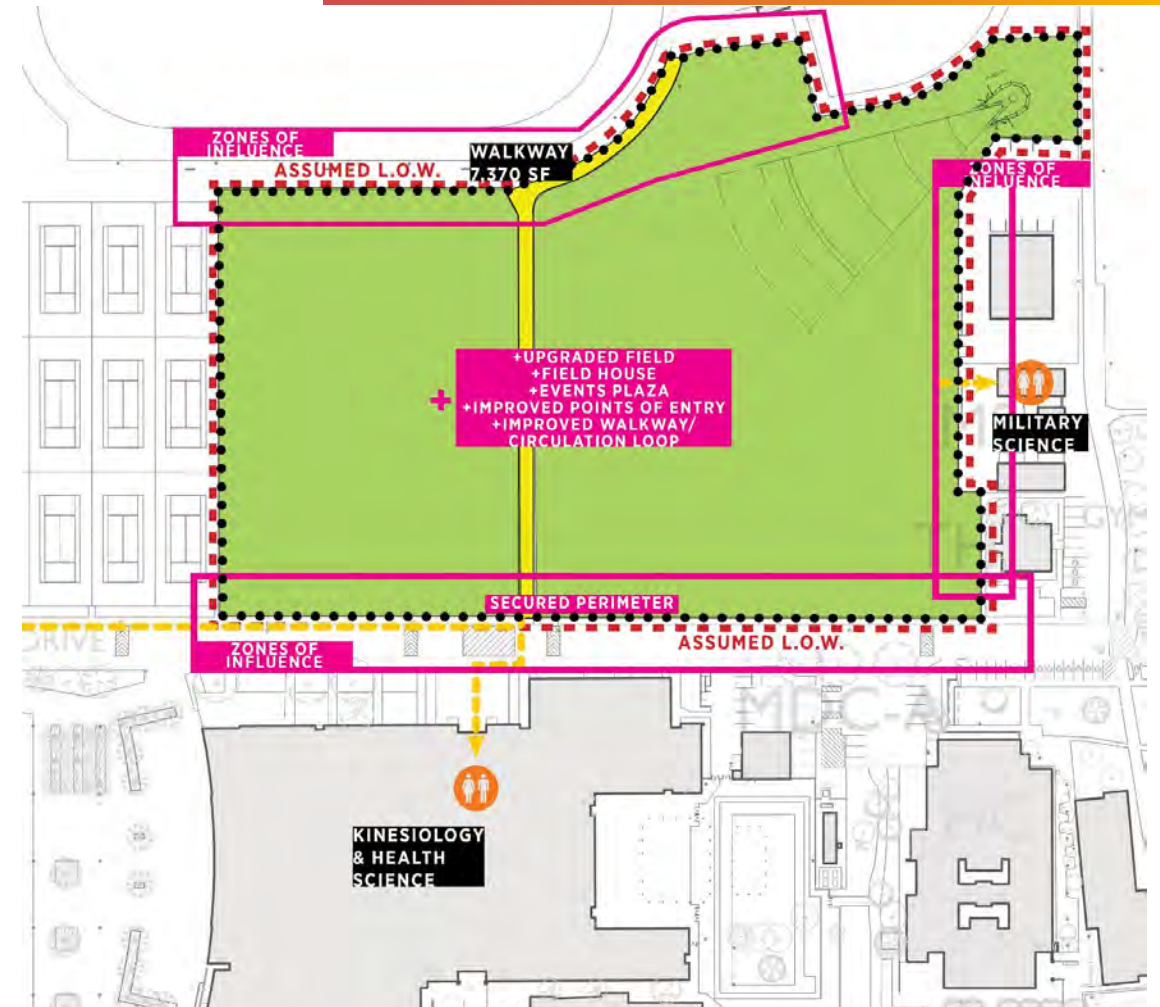 ZONES OF
INFLUENCE
WALKWAY
7,370 SF
ASSUMED L.O.W.
ZONES OF
INFLUENCE
+UPGRADED FIELD
+FIELD HOUSE
+EVENTS PLAZA
+IMPROVED POINTS OF ENTRY
+IMPROVED WALKWAY/
CIRCULATION LOOP
+
MILITARY
SCIENCE
SECURED PERIMETER
DRIVE
ASSUMED L.O.W.
ZONES OF
INFLUENCE
KINESIOLOGY
& HEALTH
SCIENCE